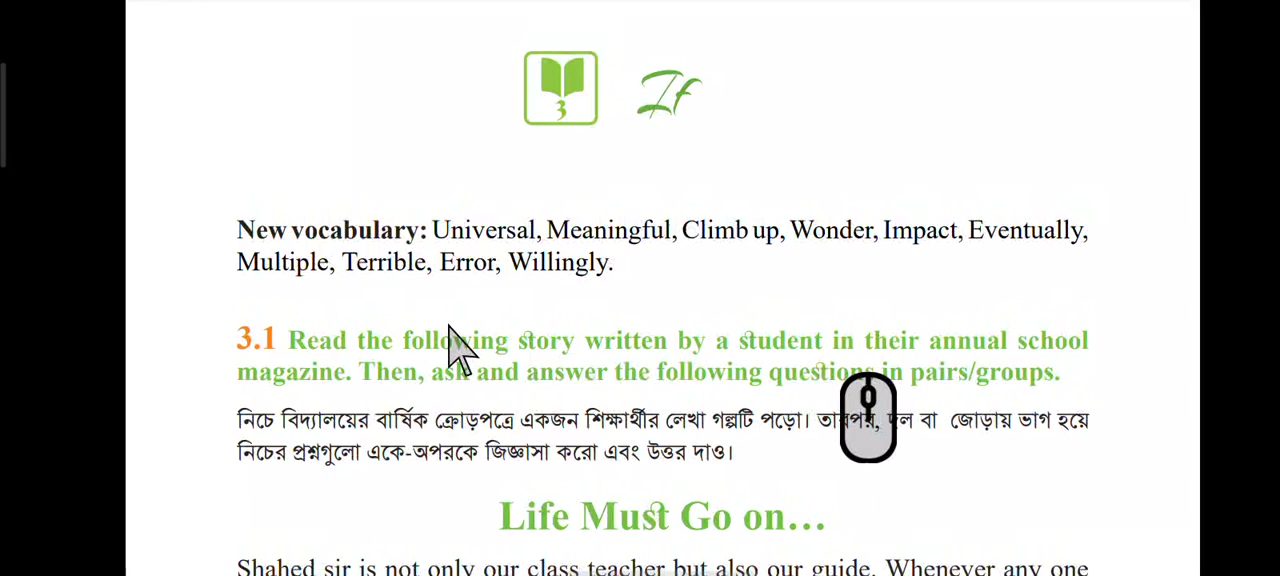 3
If
New vocabulary: Universal, Meaningful, Climb up, Wonder, Impact, Eventually,
Multiple, Terrible, Error, Willingly.
3.1 Read the following story written by a student in their annual school
magazine. Then, ask and answer the following questions in pairs/groups.
নিচে বিদ্যালয়ের বার্ষিক ক্রোড়পত্রে একজন শিক্ষার্থীর লেখা গল্পটি পড়ো। তারপর, দল বা জোড়ায় ভাগ হয়ে
নিচের প্রশ্নগুলো একে-অপরকে জিজ্ঞাসা করো এবং উত্তর দাও।
Life Must Go on…
Shahed sir is not only our class teacher but also our guide. Whenever any one